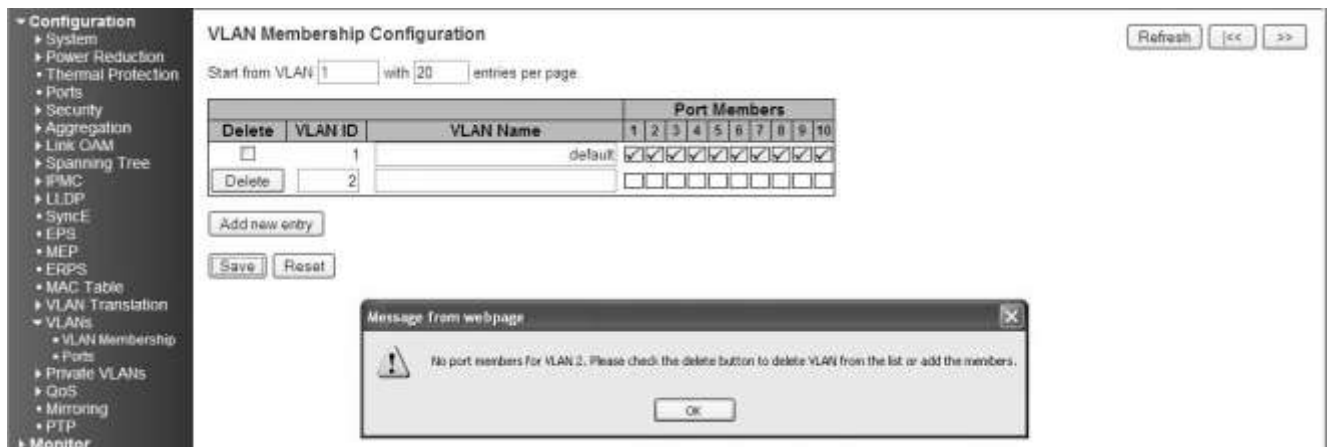 Configuration
System
Power Reduction
Thermal Protection
Ports
Security
Aggregation
Link OAM
Spanning Tree
IPMC
LLDP
SyncE
EPS
MEP
ERPS
MAC Table
VLAN Translation
VLANs
VLAN Membership
Ports
Private VLANs
QoS
Mirroring
PTP
Monitor
VLAN Membership Configuration
Refresh |<< >>
Start from VLAN 1 with 20 entries per page.
Port Members
Delete VLAN ID VLAN Name 1 2 3 4 5 6 7 8 9 10
1 default
Delete 2
Add new entry
Save Reset
Message from webpage
No port members for VLAN 2. Please check the delete button to delete VLAN from the list or add the members.
OK